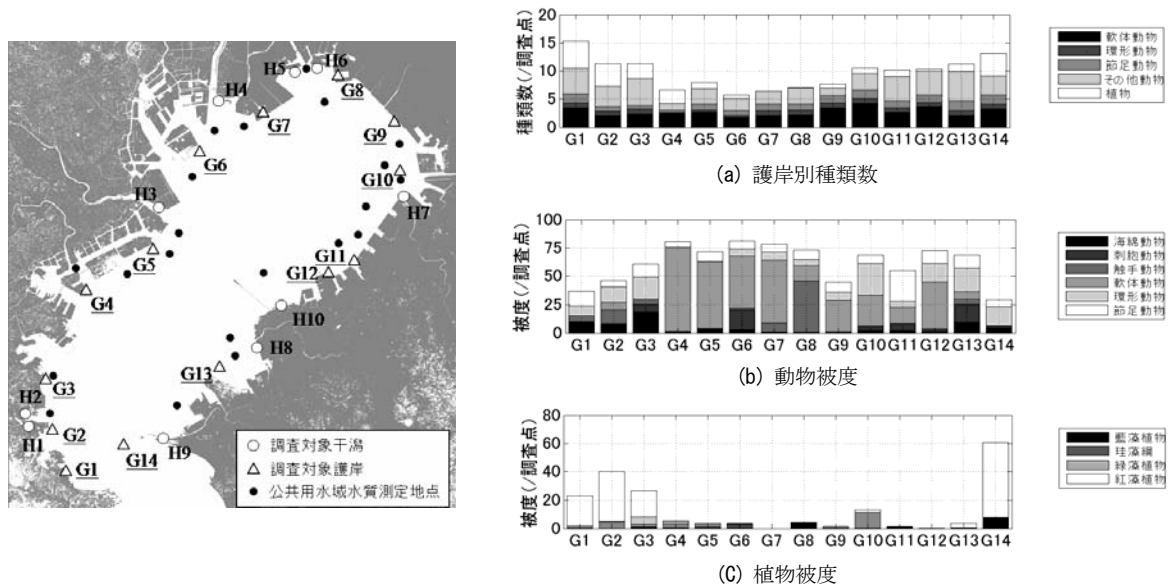 H5
H6
G8
H4
G7
G9
G6
G10
H3
H7
G5
G11
G12
G4
H10
H8
G3
G13
H2
H1
G2
G14
H9
G1
○ 調査対象干潟
△ 調査対象護岸
● 公共用水域水質測定地点
種類数(/調査点)
20
15
10
5
0
G1 G2 G3 G4 G5 G6 G7 G8 G9 G10 G11 G12 G13 G14
軟体動物
環形動物
節足動物
その他動物
植物
(a) 護岸別種類数
被度(/調査点)
100
75
50
25
0
G1 G2 G3 G4 G5 G6 G7 G8 G9 G10 G11 G12 G13 G14
海綿動物
刺胞動物
触手動物
軟体動物
環形動物
節足動物
(b) 動物被度
被度(/調査点)
80
60
40
20
0
G1 G2 G3 G4 G5 G6 G7 G8 G9 G10 G11 G12 G13 G14
藍藻植物
珪藻綱
緑藻植物
紅藻植物
(C) 植物被度